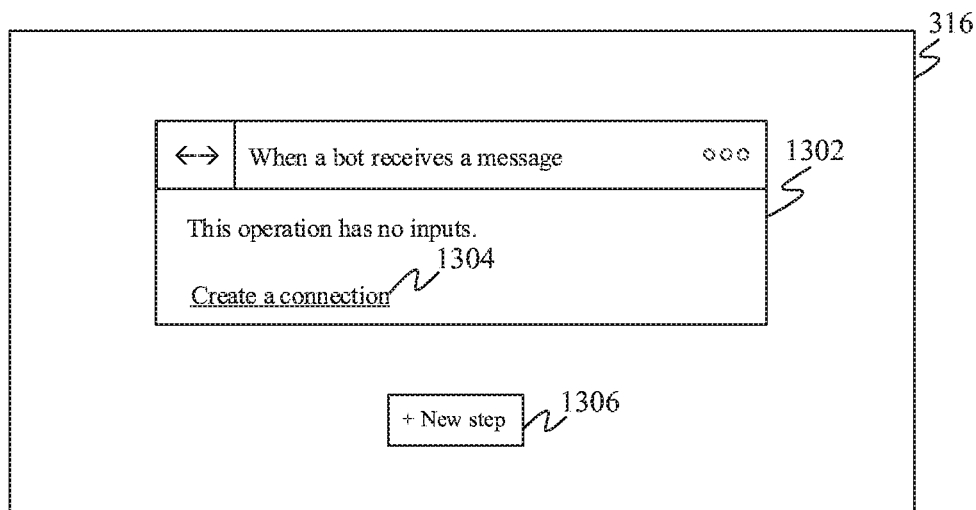 316
When a bot receives a message
1302
This operation has no inputs.
1304
Create a connection
1306
+ New step